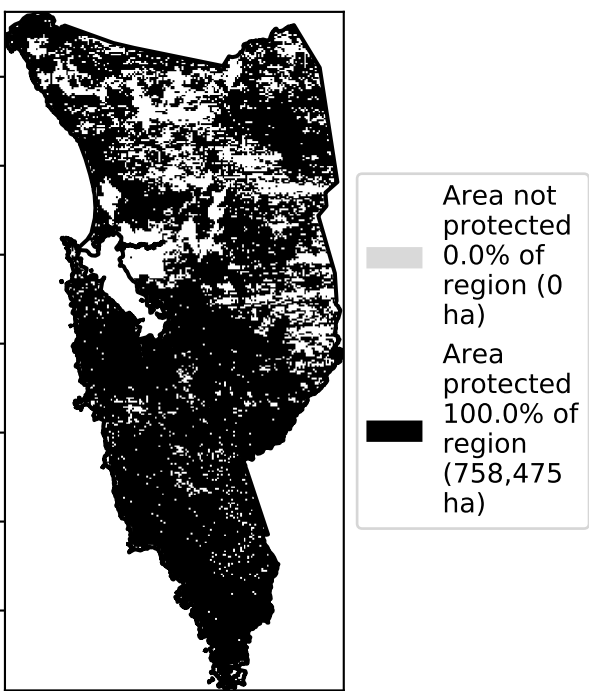 Area not
protected
0.0% of
region (0
ha)
Area
protected
100.0% of
region
(758,475
ha)